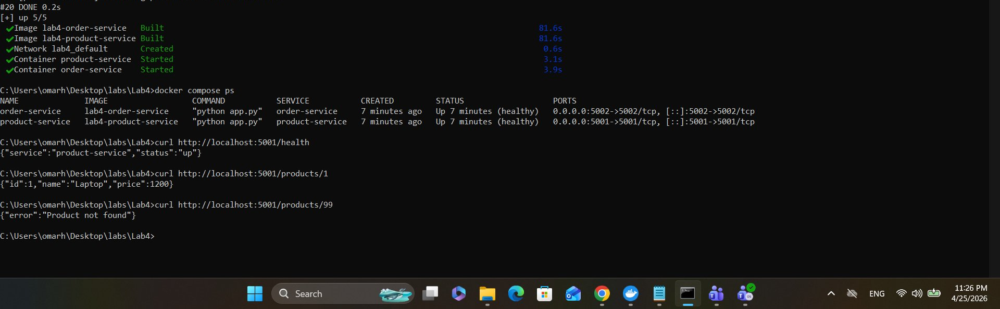 #20 DONE 0.2s
[+] up 5/5
✔Image lab4-order-service Built 81.6s
✔Image lab4-product-service Built 81.6s
✔Network lab4_default Created 0.6s
✔Container product-service Started 3.1s
✔Container order-service Started 3.9s
C:\Users\omarh\Desktop\labs\Lab4>docker compose ps
NAME IMAGE COMMAND SERVICE CREATED STATUS PORTS
order-service lab4-order-service "python app.py" order-service 7 minutes ago Up 7 minutes (healthy) 0.0.0.0:5002->5002/tcp, [::]:5002->5002/tcp
product-service lab4-product-service "python app.py" product-service 7 minutes ago Up 7 minutes (healthy) 0.0.0.0:5001->5001/tcp, [::]:5001->5001/tcp
C:\Users\omarh\Desktop\labs\Lab4>curl http://localhost:5001/health
{"service":"product-service","status":"up"}
C:\Users\omarh\Desktop\labs\Lab4>curl http://localhost:5001/products/1
{"id":1,"name":"Laptop","price":1200}
C:\Users\omarh\Desktop\labs\Lab4>curl http://localhost:5001/products/99
{"error":"Product not found"}
C:\Users\omarh\Desktop\labs\Lab4>
Search
ENG
11:26 PM
4/25/2026